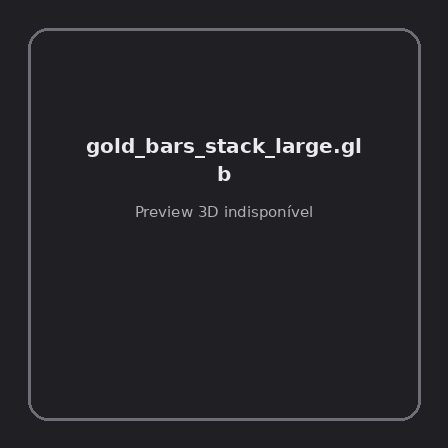 gold_bars_stack_large.gl
b
Preview 3D indisponível